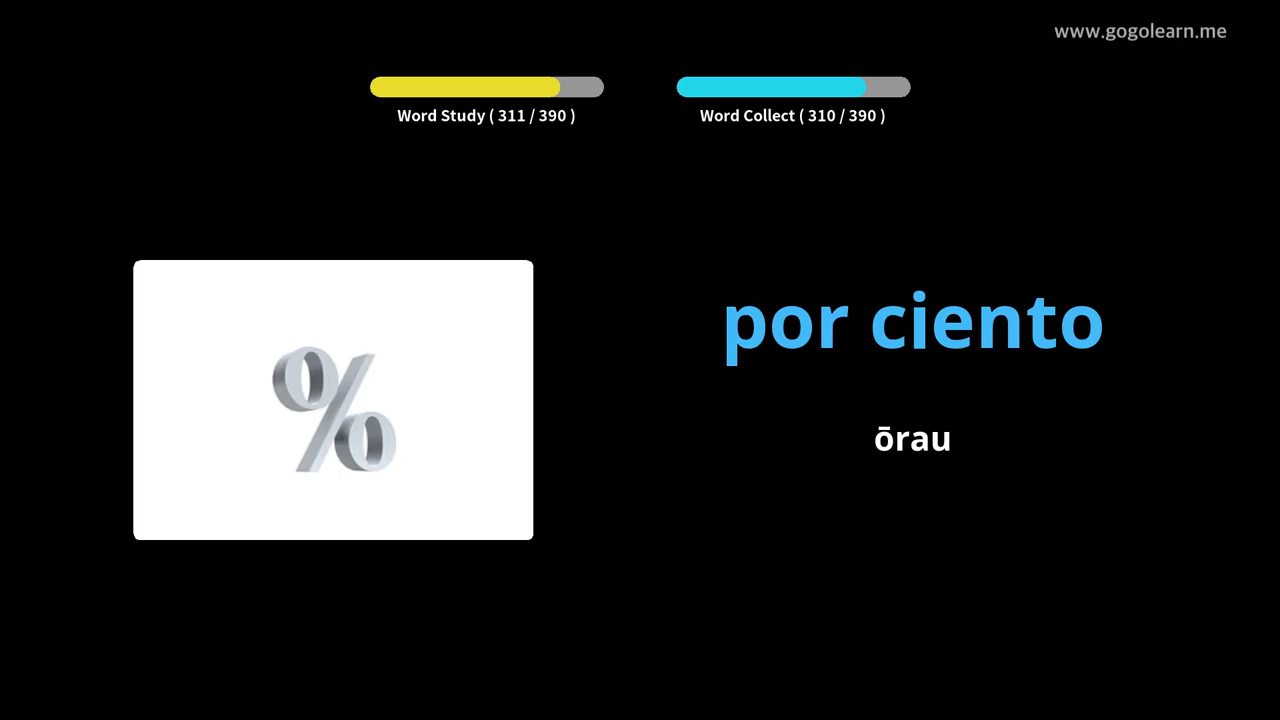 www.gogolearn.me
Word Study ( 311 / 390 )
Word Collect ( 310 / 390 )
%
por ciento
ōrau